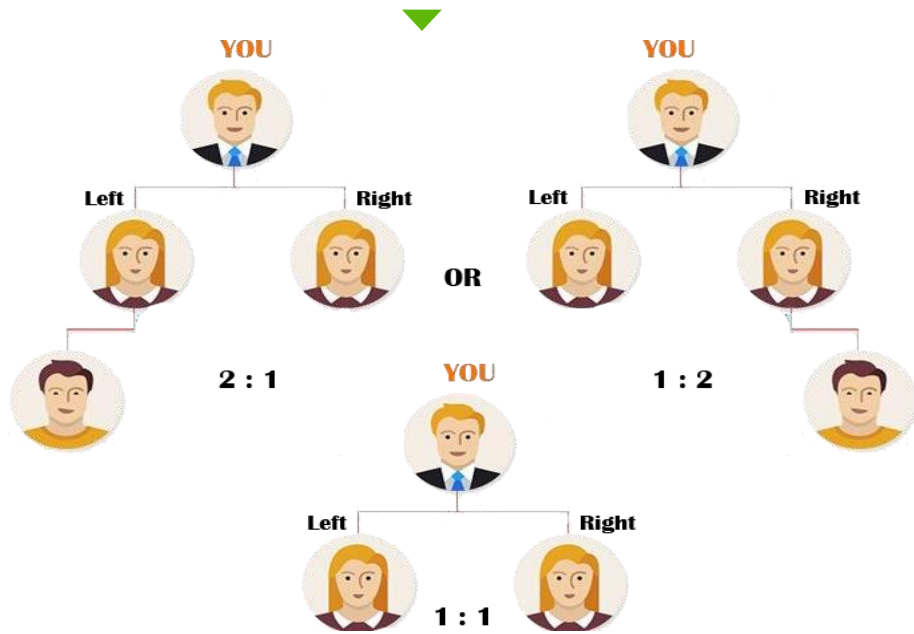 YOU
YOU
Left
Right
Left
Right
OR
2 : 1
YOU
1 : 2
Left
Right
1 : 1